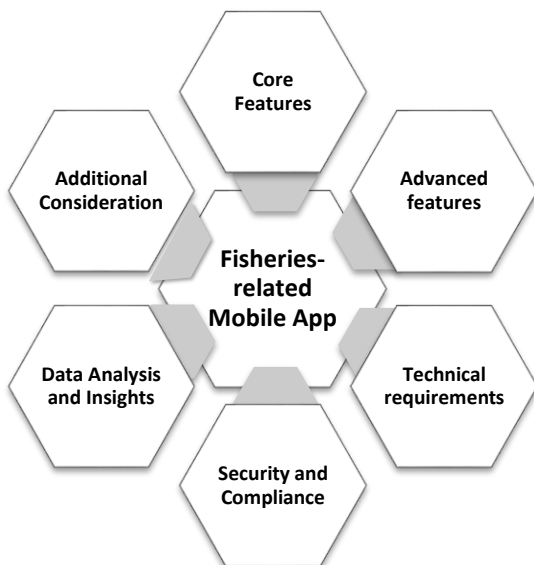 Core
Features
Additional
Consideration
Advanced
features
Fisheries-
related
Mobile App
Data Analysis
and Insights
Technical
requirements
Security and
Compliance